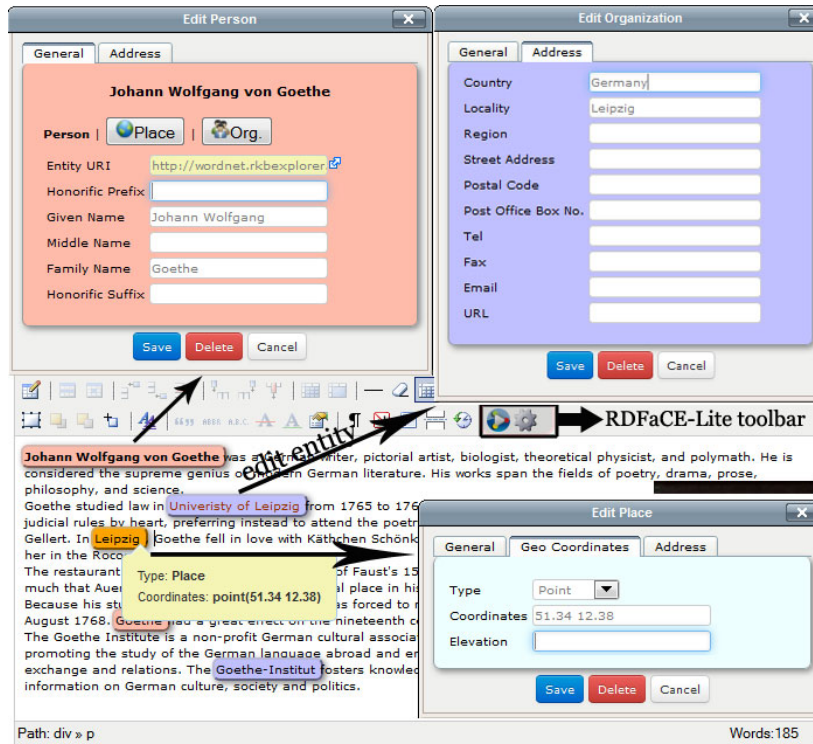 Edit Person
General Address
Johann Wolfgang von Goethe
Person | Place | Org.
Entity URI http://wordnet.rkbexplorer
Honorific Prefix
Given Name Johann Wolfgang
Middle Name
Family Name Goethe
Honorific Suffix
Save Delete Cancel
Edit Organization
General Address
Country Germany
Locality Leipzig
Region
Street Address
Postal Code
Post Office Box No.
Tel
Fax
Email
URL
Save Delete Cancel
RDFaCE-Lite toolbar
edit entity
Johann Wolfgang von Goethe was a German writer, pictorial artist, biologist, theoretical physicist, and polymath. He is
considered the supreme genius of modern German literature. His works span the fields of poetry, drama, prose,
philosophy, and science.
Goethe studied law in Univeristy of Leipzig from 1765 to 176
judicial rules by heart, preferring instead to attend the poetr
Gellert. In Leipzig , Goethe fell in love with Käthchen Schönk
her in the Roco
The restaurant of Faust's 15
much that Auer al place in his
Because his stu as forced to r
August 1768. Goethe had a great effect on the nineteenth ce
The Goethe Institute is a non-profit German cultural associat
promoting the study of the German language abroad and en
exchange and relations. The Goethe-Institut fosters knowled
information on German culture, society and politics.
Type: Place
Coordinates: point(51.34 12.38)
Edit Place
General Geo Coordinates Address
Type Point
Coordinates 51.34 12.38
Elevation
Save Delete Cancel
Path: div » p
Words:185